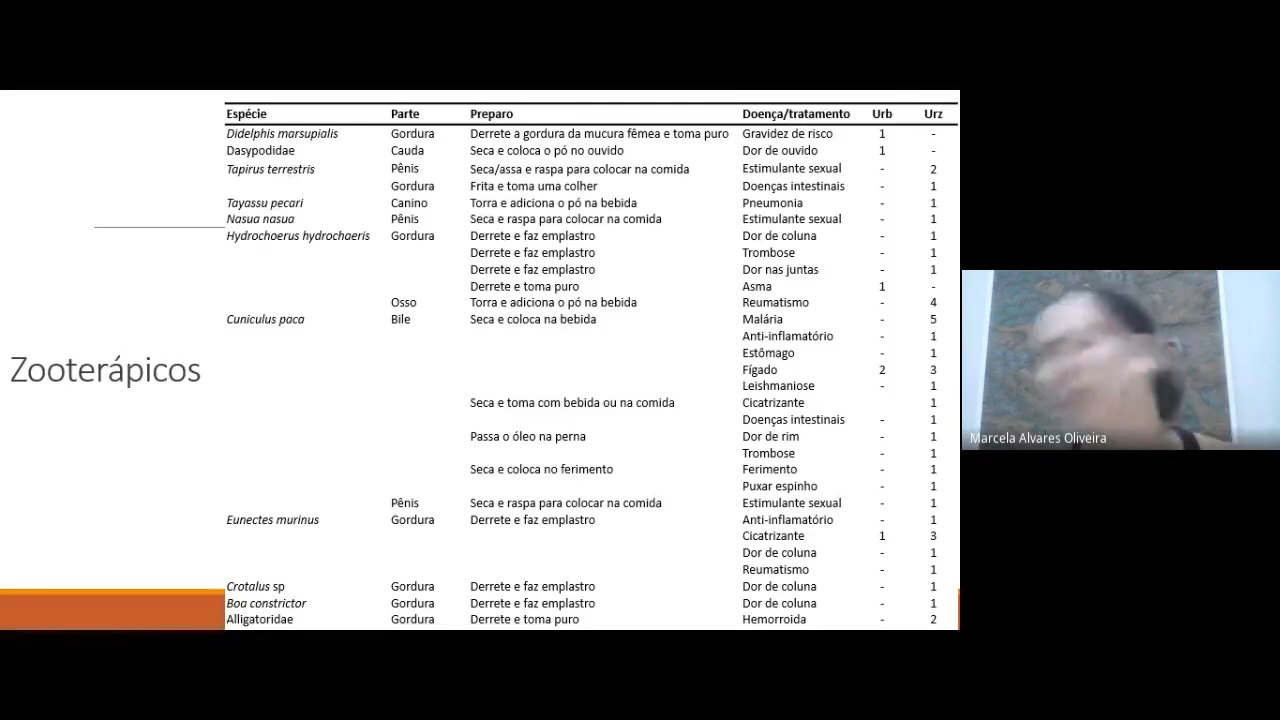 Zooterápicos
Espécie Parte Preparo Doença/tratamento Urb Urz
Didelphis marsupialis Gordura Derrete a gordura da mucura fêmea e toma puro Gravidez de risco 1 -
Dasypodidae Cauda Seca e coloca o pó no ouvido Dor de ouvido 1 -
Tapirus terrestris Pênis Seca/assa e raspa para colocar na comida Estimulante sexual - 2
Gordura Frita e toma uma colher Doenças intestinais - 1
Tayassu pecari Canino Torra e adiciona o pó na bebida Pneumonia - 1
Nasua nasua Pênis Seca e raspa para colocar na comida Estimulante sexual - 1
Hydrochoerus hydrochaeris Gordura Derrete e faz emplastro Dor de coluna - 1
Derrete e faz emplastro Trombose - 1
Derrete e faz emplastro Dor nas juntas - 1
Derrete e toma puro Asma 1 -
Osso Torra e adiciona o pó na bebida Reumatismo - 4
Cuniculus paca Bile Seca e coloca na bebida Malária - 5
Anti-inflamatório - 1
Estômago - 1
Fígado 2 3
Leishmaniose - 1
Seca e toma com bebida ou na comida Cicatrizante 1
Doenças intestinais - 1
Passa o óleo na perna Dor de rim - 1
Trombose - 1
Seca e coloca no ferimento Ferimento - 1
Puxar espinho - 1
Pênis Seca e raspa para colocar na comida Estimulante sexual - 1
Eunectes murinus Gordura Derrete e faz emplastro Anti-inflamatório - 1
Cicatrizante 1 3
Dor de coluna - 1
Reumatismo - 1
Crotalus sp Gordura Derrete e faz emplastro Dor de coluna - 1
Boa constrictor Gordura Derrete e faz emplastro Dor de coluna - 1
Alligatoridae Gordura Derrete e toma puro Hemorroida - 2
Marcela Alvares Oliveira